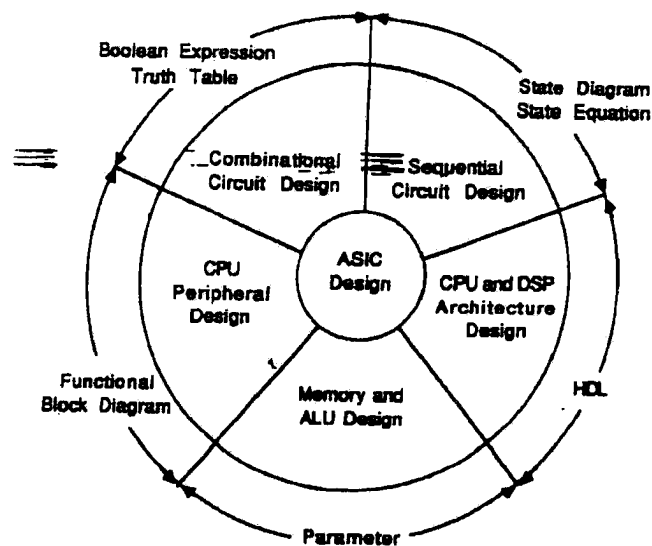 Boolean Expression
Truth Table
State Diagram
State Equation
Combinational
Circuit Design
Sequential
Circuit Design
ASIC
Design
CPU
Peripheral
Design
CPU and DSP
Architecture
Design
Functional
Block Diagram
Memory and
ALU Design
HDL
Parameter